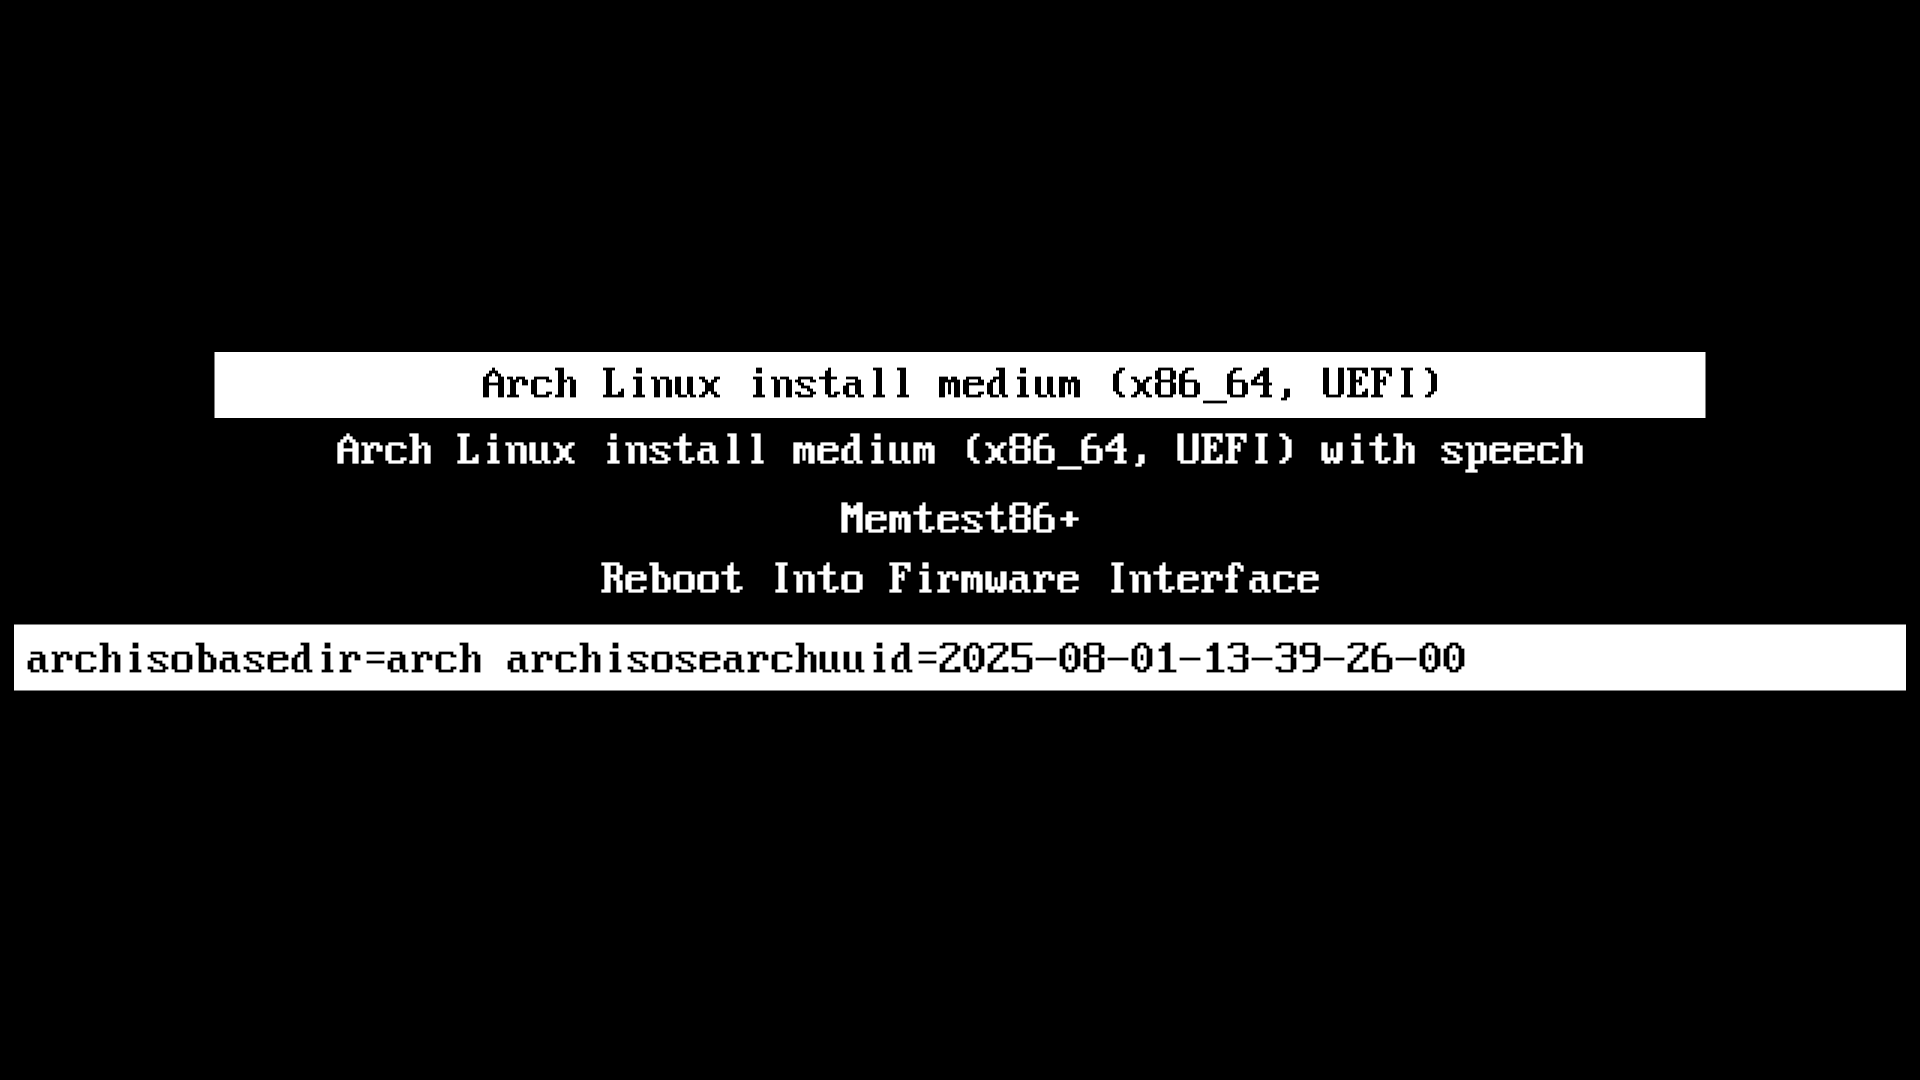 Arch Linux install medium (x86_64, UEFI)
Arch Linux install medium (x86_64, UEFI) with speech
Memtest86+
Reboot Into Firmware Interface
archisobasedir=arch archisosearchuuid=2025-08-01-13-39-26-00